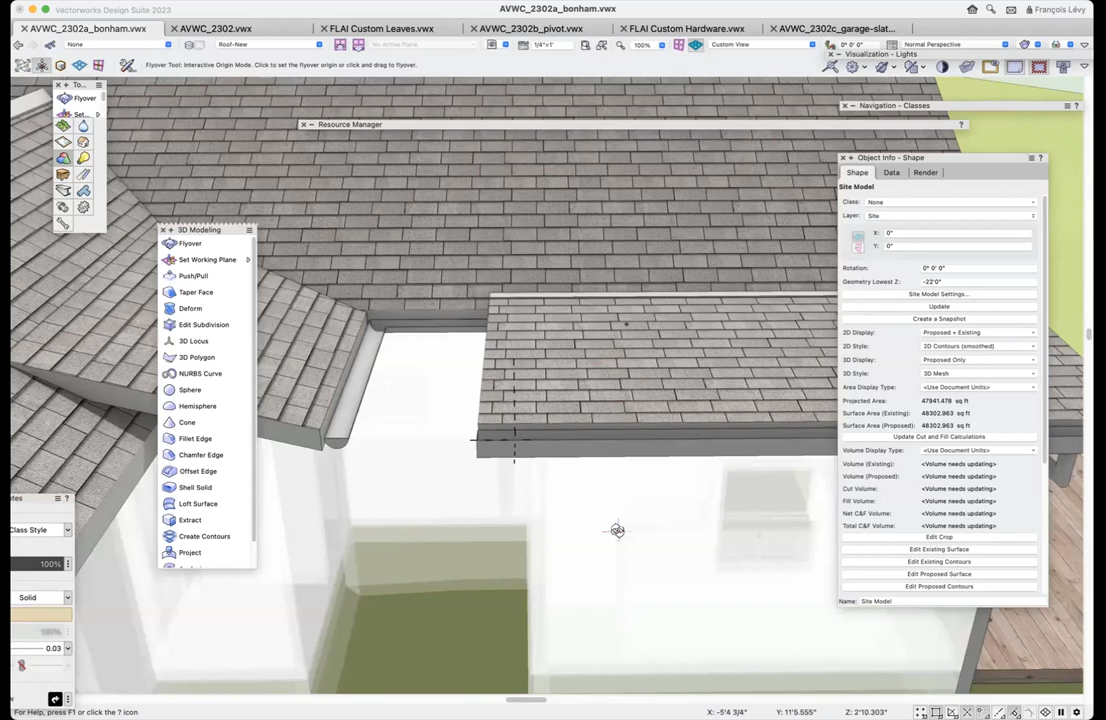 Vectorworks Design Suite 2023
AVWC_2302a_bonham.vwx
François Lévy
AVWC_2302a_bonham.vwx
AVWC_2302.vwx
FLAI Custom Leaves.vwx
AVWC_2302b_pivot.vwx
FLAI Custom Hardware.vwx
AVWC_2302c_garage-slat...
None
Roof-New
No Active Plane
1/4"=1'
100%
Custom View
0° 0' 0"
Normal Perspective
Visualization - Lights
Flyover Tool: Interactive Origin Mode. Click to set the flyover origin or click and drag to flyover.
To...
Flyover
Set...
Resource Manager
?
Navigation - Classes
?
Object Info - Shape
?
Shape
Data
Render
Site Model
Class:
None
Layer:
Site
X:
0"
Y:
0"
Rotation:
0° 0' 0"
Geometry Lowest Z:
-22'0"
Site Model Settings...
Update
Create a Snapshot
2D Display:
Proposed + Existing
2D Style:
2D Contours (smoothed)
3D Display:
Proposed Only
3D Style:
3D Mesh
Area Display Type:
<Use Document Units>
Projected Area:
47941.478 sq ft
Surface Area (Existing):
48302.963 sq ft
Surface Area (Proposed):
48302.963 sq ft
Update Cut and Fill Calculations
Volume Display Type:
<Use Document Units>
Volume (Existing):
<Volume needs updating>
Volume (Proposed):
<Volume needs updating>
Cut Volume:
<Volume needs updating>
Fill Volume:
<Volume needs updating>
Net C&F Volume:
<Volume needs updating>
Total C&F Volume:
<Volume needs updating>
Edit Crop
Edit Existing Surface
Edit Existing Contours
Edit Proposed Surface
Edit Proposed Contours
Name:
Site Model
3D Modeling
Flyover
Set Working Plane
Push/Pull
Taper Face
Deform
Edit Subdivision
3D Locus
3D Polygon
NURBS Curve
Sphere
Hemisphere
Cone
Fillet Edge
Chamfer Edge
Offset Edge
Shell Solid
Loft Surface
Extract
Create Contours
Project
utes
?
Class Style
100%
Solid
100%
0.03
For Help, press F1 or click the ? icon
X: -5'4 3/4"
Y: 11'5.555"
Z: 2'10.303"